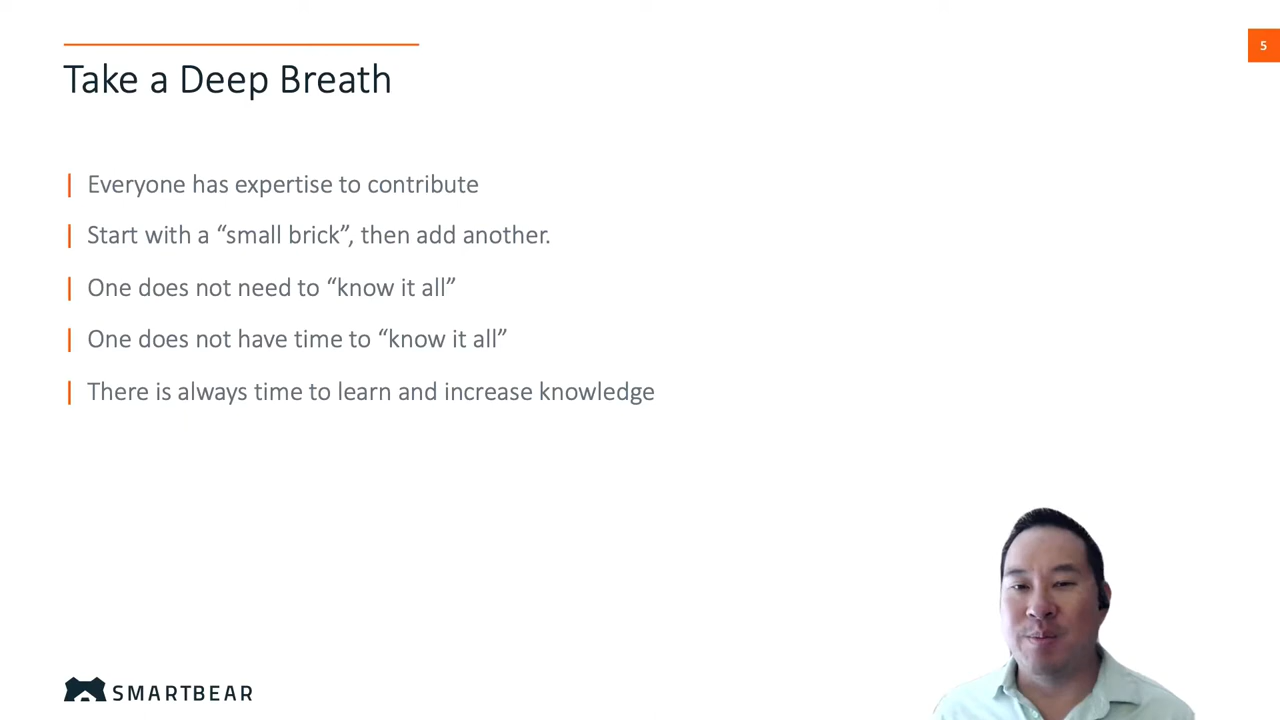 5
Take a Deep Breath
Everyone has expertise to contribute
Start with a “small brick”, then add another.
One does not need to “know it all”
One does not have time to “know it all”
There is always time to learn and increase knowledge
SMARTBEAR